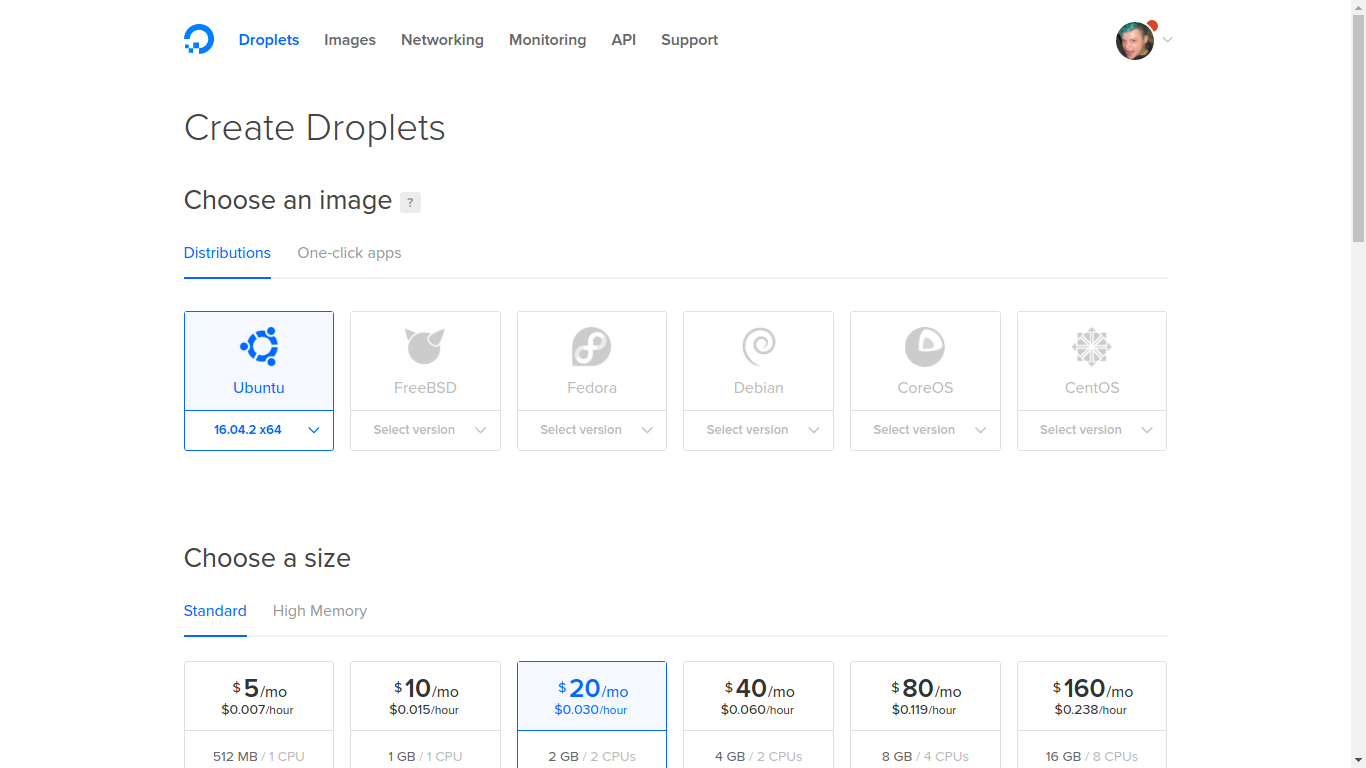 Droplets Images Networking Monitoring API Support
Create Droplets
Choose an image ?
Distributions One-click apps
Ubuntu FreeBSD Fedora Debian CoreOS CentOS
16.04.2 x64 Select version Select version Select version Select version Select version
Choose a size
Standard High Memory
$ 5/mo $ 10/mo $ 20/mo $ 40/mo $ 80/mo $ 160/mo
$0.007/hour $0.015/hour $0.030/hour $0.060/hour $0.119/hour $0.238/hour
512 MB / 1 CPU 1 GB / 1 CPU 2 GB / 2 CPUs 4 GB / 2 CPUs 8 GB / 4 CPUs 16 GB / 8 CPUs